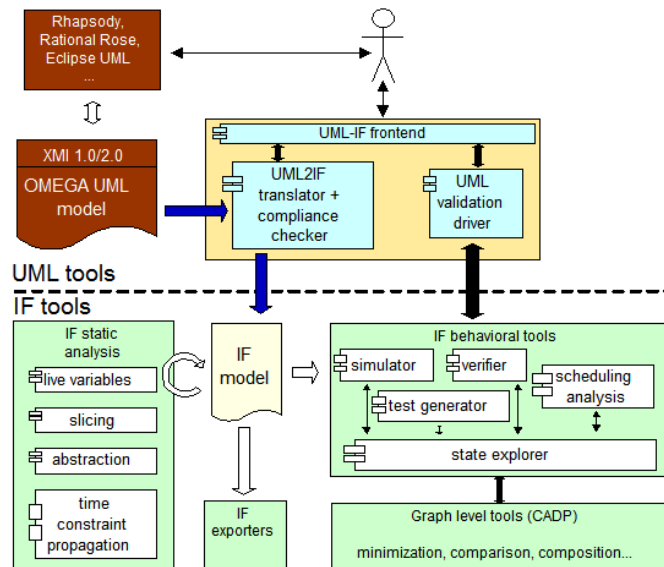 Rhapsody,
Rational Rose,
Eclipse UML
...
XMI 1.0/2.0
OMEGA UML
model
UML-IF frontend
UML2IF
translator +
compliance
checker
UML
validation
driver
UML tools
IF tools
IF static
analysis
live variables
slicing
abstraction
time
constraint
propagation
IF
model
IF
exporters
IF behavioral tools
simulator
verifier
scheduling
analysis
test generator
state explorer
Graph level tools (CADP)
minimization, comparison, composition...